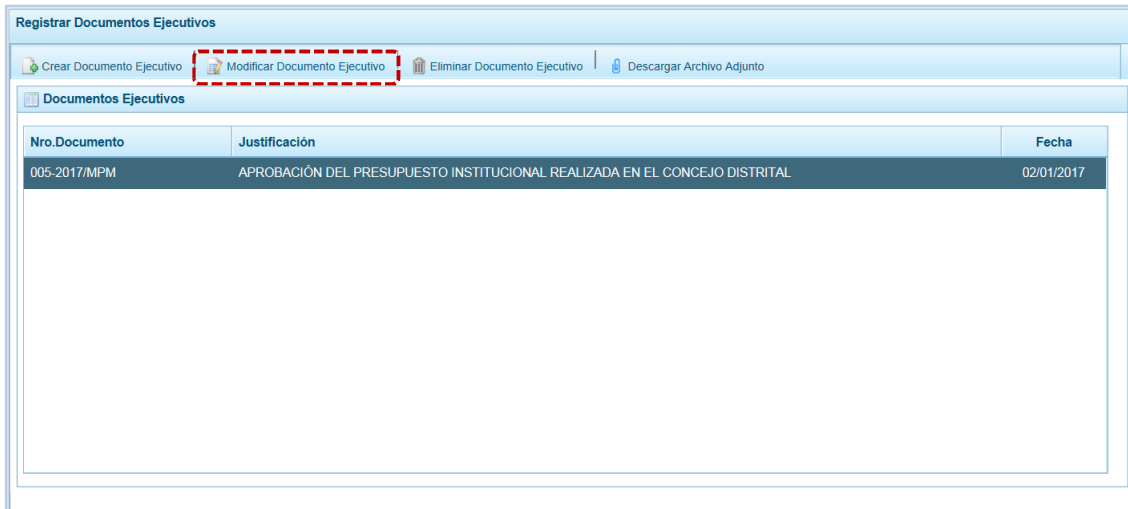 Registrar Documentos Ejecutivos
Crear Documento Ejecutivo Modificar Documento Ejecutivo Eliminar Documento Ejecutivo Descargar Archivo Adjunto
Documentos Ejecutivos
Nro.Documento Justificación Fecha
005-2017/MPM APROBACIÓN DEL PRESUPUESTO INSTITUCIONAL REALIZADA EN EL CONCEJO DISTRITAL 02/01/2017